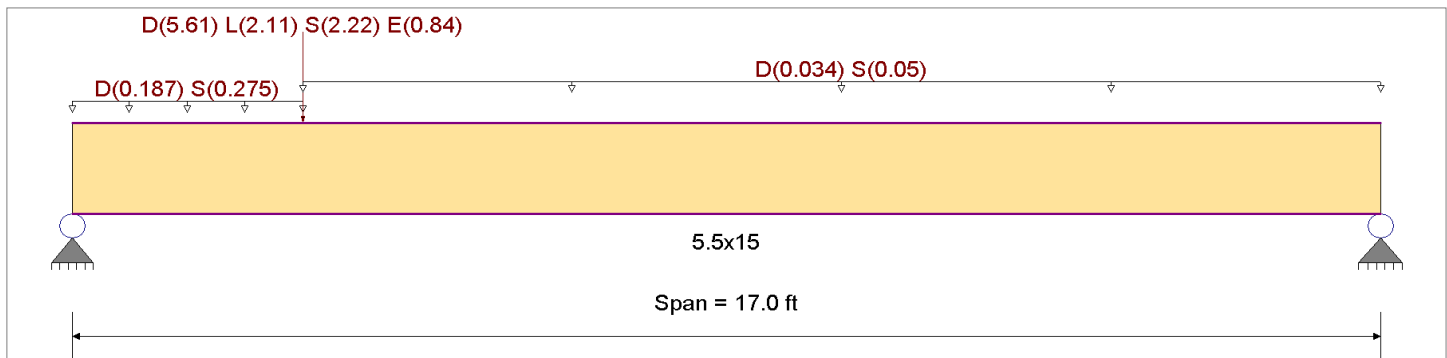 D(5.61) L(2.11) S(2.22) E(0.84)
D(0.034) S(0.05)
D(0.187) S(0.275)
5.5x15
Span = 17.0 ft